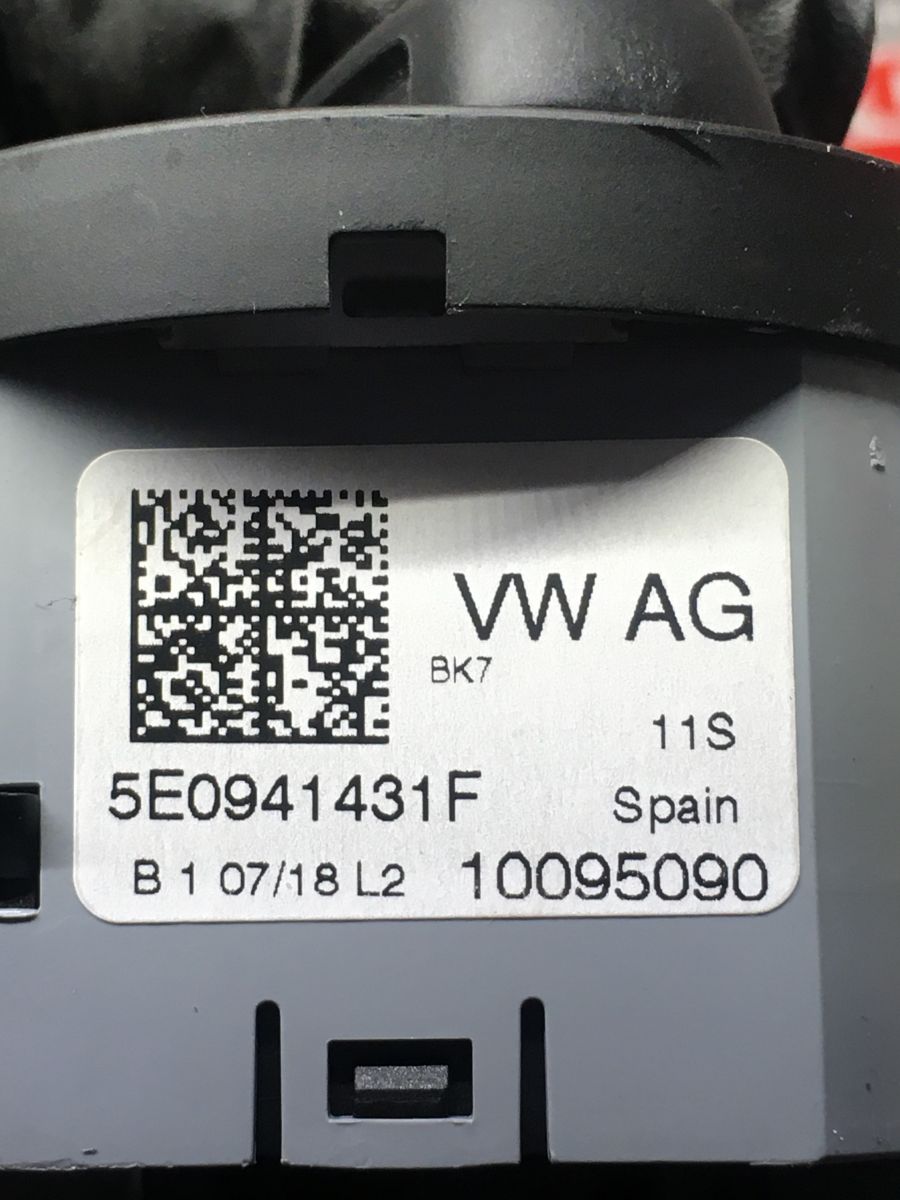 VW AG
BK7
11S
5E0941431F
Spain
B 1 07/18 L2 10095090